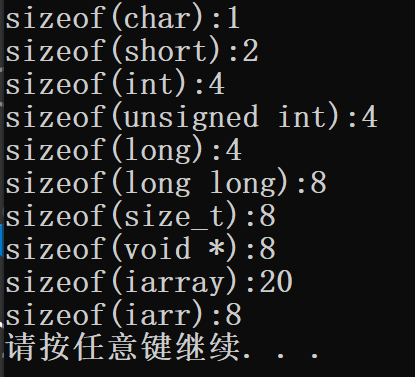 sizeof(char):1
sizeof(short):2
sizeof(int):4
sizeof(unsigned int):4
sizeof(long):4
sizeof(long long):8
sizeof(size_t):8
sizeof(void *):8
sizeof(iarray):20
sizeof(iarr):8
请按任意键继续. . .